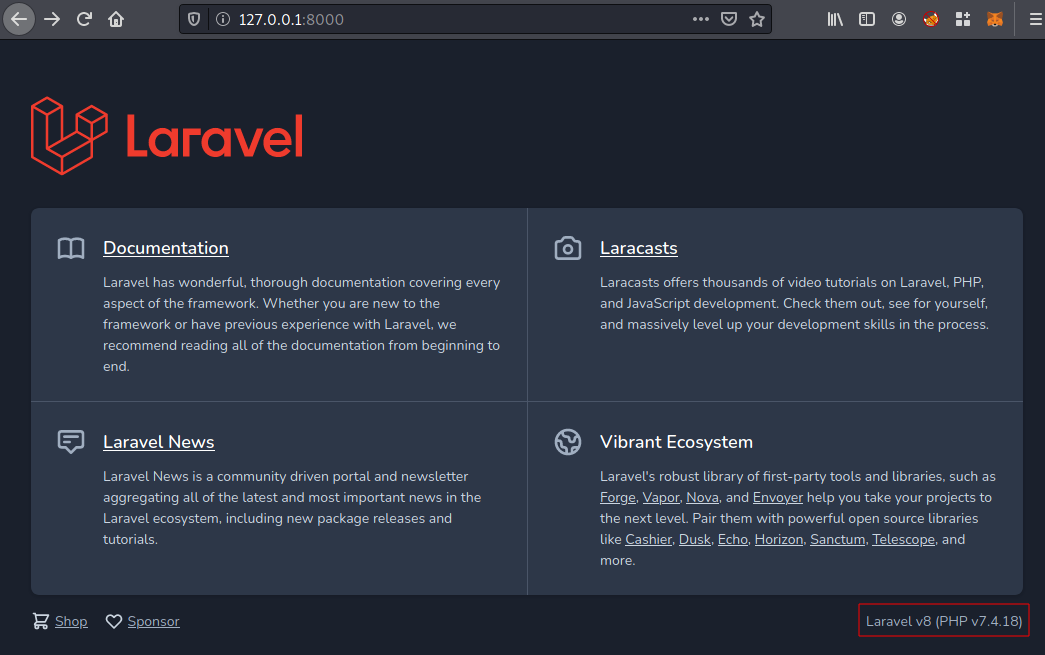 127.0.0.1:8000
Laravel
Documentation
Laravel has wonderful, thorough documentation covering every
aspect of the framework. Whether you are new to the
framework or have previous experience with Laravel, we
recommend reading all of the documentation from beginning to
end.
Laracasts
Laracasts offers thousands of video tutorials on Laravel, PHP,
and JavaScript development. Check them out, see for yourself,
and massively level up your development skills in the process.
Laravel News
Laravel News is a community driven portal and newsletter
aggregating all of the latest and most important news in the
Laravel ecosystem, including new package releases and
tutorials.
Vibrant Ecosystem
Laravel's robust library of first-party tools and libraries, such as
Forge, Vapor, Nova, and Envoyer help you take your projects to
the next level. Pair them with powerful open source libraries
like Cashier, Dusk, Echo, Horizon, Sanctum, Telescope, and
more.
Shop
Sponsor
Laravel v8 (PHP v7.4.18)